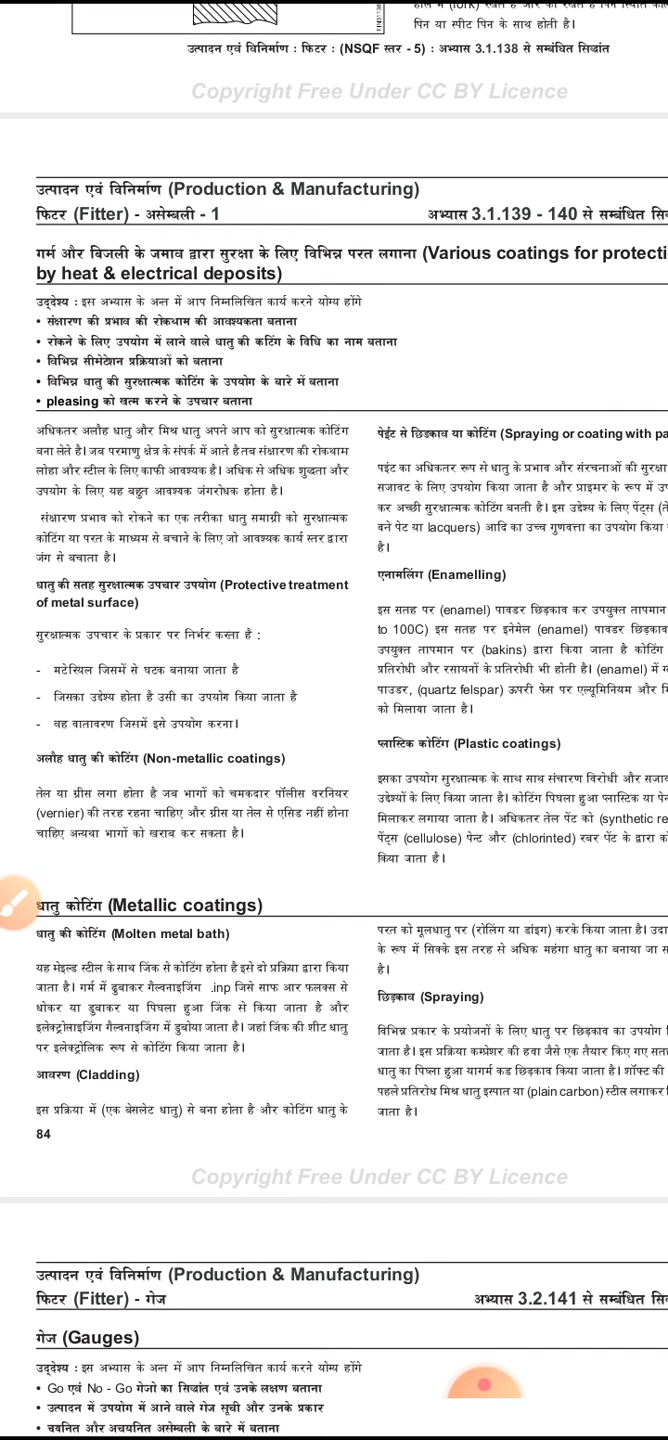 पिन या स्पीट पिन के साथ होती है।
उत्पादन एवं विनिर्माण : फिटर : (NSQF स्तर - 5) : अभ्यास 3.1.138 से सम्बंधित सिद्धांत
Copyright Free Under CC BY Licence
उत्पादन एवं विनिर्माण (Production & Manufacturing)
फिटर (Fitter) - असेम्बली - 1
अभ्यास 3.1.139 - 140 से सम्बंधित
गर्म और बिजली के जमाव द्वारा सुरक्षा के लिए विभिन्न परत लगाना (Various coatings for protecti
by heat & electrical deposits)
उद्देश्य : इस अभ्यास के अन्त में आप निम्नलिखित कार्य करने योग्य होंगे
• संक्षारण की प्रभाव की रोकथाम की आवश्यकता बताना
• रोकने के लिए उपयोग में लाने वाले धातु की कटिंग के विधि का नाम बताना
• विभिन्न सीमेंटेशन प्रक्रियाओं को बताना
• विभिन्न धातु की सुरक्षात्मक कोटिंग के उपयोग के बारे में बताना
• pleasing को खत्म करने के उपचार बताना
अधिकतर अलौह धातु और मिश्र धातु अपने आप को सुरक्षात्मक कोटिंग
बना लेते है। जब परमाणु क्षेत्र के संपर्क में आते है तब संक्षारण की रोकथाम
लोहा और स्टील के लिए काफी आवश्यक है। अधिक से अधिक शुद्धता और
उपयोग के लिए यह बहुत आवश्यक जंगरोधक होता है।
संक्षारण प्रभाव को रोकने का एक तरीका धातु सामाग्री को सुरक्षात्मक
कोटिंग या परत के माध्यम से बचाने के लिए जो आवश्यक कार्य स्तर द्वारा
जंग से बचाता है।
धातु की सतह सुरक्षात्मक उपचार उपयोग (Protective treatment
of metal surface)
सुरक्षात्मक उपचार के प्रकार पर निर्भर करता है :
- मटेरियल जिसमें से घटक बनाया जाता है
- जिसका उद्देश्य होता है उसी का उपयोग किया जाता है
- वह वातावरण जिसमें इसे उपयोग करना।
अलौह धातु की कोटिंग (Non-metallic coatings)
तेल या ग्रीस लगा होता है जब भागों को चमकदार पॉलीस वरनियर
(vernier) की तरह रहना चाहिए और ग्रीस या तेल से एसिड नहीं होना
चाहिए अन्यथा भागों को खराब कर सकता है।
पेईंट से छिडकाव या कोटिंग (Spraying or coating with pa
पइंट का अधिकतर रूप से धातु के प्रभाव और संरचनाओं की सुरक्षा
सजावट के लिए उपयोग किया जाता है और प्राइमर के रूप में
कर अच्छी सुरक्षात्मक कोटिंग बनती है। इस उद्देश्य के लिए पेंट्स
बने पेट या lacquers) आदि का उच्च गुणवत्ता का उपयोग किया
है।
एनामलिंग (Enamelling)
इस सतह पर (enamel) पावडर छिड़काव कर उपयुक्त तापमान
to 100C) इस सतह पर इनेमेल (enamel) पावडर छिड़काव
उपयुक्त तापमान पर (bakins) द्वारा किया जाता है कोटिंग
प्रतिरोधी और रसायनों के प्रतिरोधी भी होती है। (enamel) में
पाउडर, (quartz felspar) ऊपरी फेस पर एल्यूमिनियम और
को मिलाया जाता है।
प्लास्टिक कोटिंग (Plastic coatings)
इसका उपयोग सुरक्षात्मक के साथ साथ संचारण विरोधी और
उद्देश्यों के लिए किया जाता है। कोटिंग पिघला हुआ प्लास्टिक या
मिलाकर लगाया जाता है। अधिकतर तेल पेंट को (synthetic re
पेंट्स (cellulose) पेन्ट और (chlorinted) रबर पेंट के द्वारा
किया जाता है।
धातु कोटिंग (Metallic coatings)
धातु की कोटिंग (Molten metal bath)
यह मेइल्ड स्टील के साथ जिंक से कोटिंग होता है इसे दो प्रक्रिया द्वारा किया
जाता है। गर्म में डुबाकर गैल्वनाइजिंग .inp जिसे साफ आर फलक्स से
धोकर या डुबाकर या पिघला हुआ जिंक से किया जाता है और
इलेक्ट्रोसाइजिंग गैल्वनाइजिंग में डुबोया जाता है। जहां जिंक की शीट धातु
पर इलेक्ट्रोलिक रूप से कोटिंग किया जाता है।
आवरण (Cladding)
इस प्रक्रिया में (एक बेसलेट धातु) से बना होता है और कोटिंग धातु के
परत को मूलधातु पर (रोलिंग या डांइग) करके किया जाता है।
के रूप में सिक्के इस तरह से अधिक महंगा धातु का बनाया जा
है।
छिड़काव (Spraying)
विभिन्न प्रकार के प्रयोजनों के लिए धातु पर छिड़काव का उपयोग
जाता है। इस प्रक्रिया कम्प्रेशर की हवा जैसे एक तैयार किए गए
धातु का पिघ्ला हुआ यागर्म कड छिड़काव किया जाता है। शॉफ्ट की
पहले प्रतिरोध मिश्र धातु इस्पात या (plain carbon) स्टील लगाकर
जाता है।
84
Copyright Free Under CC BY Licence
उत्पादन एवं विनिर्माण (Production & Manufacturing)
फिटर (Fitter) - गेज
अभ्यास 3.2.141 से सम्बंधित
गेज (Gauges)
उद्देश्य : इस अभ्यास के अन्त में आप निम्नलिखित कार्य करने योग्य होंगे
• Go एवं No - Go गेजो का सिद्धांत एवं उनके लक्षण बताना
• उत्पादन में उपयोग में आने वाले गेज सूची और उनके प्रकार
• चयनित और अचयनित असेम्बली के बारे में बताना